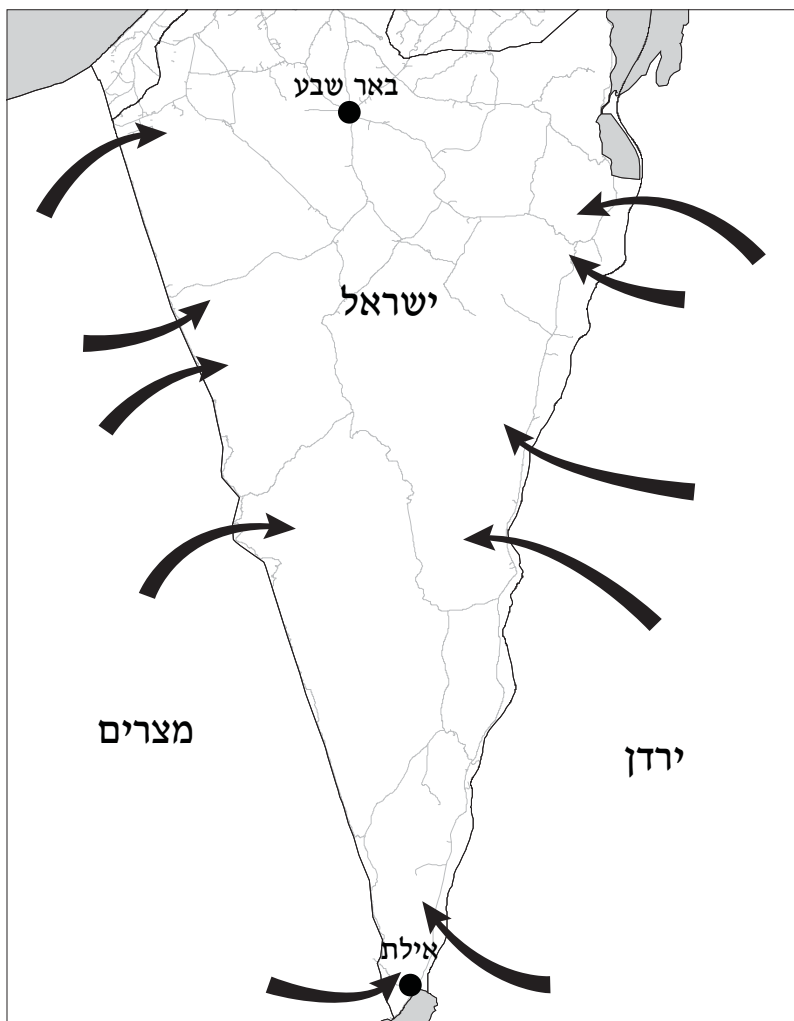 באר שבע
ישראל
מצרים
ירדן
אילת